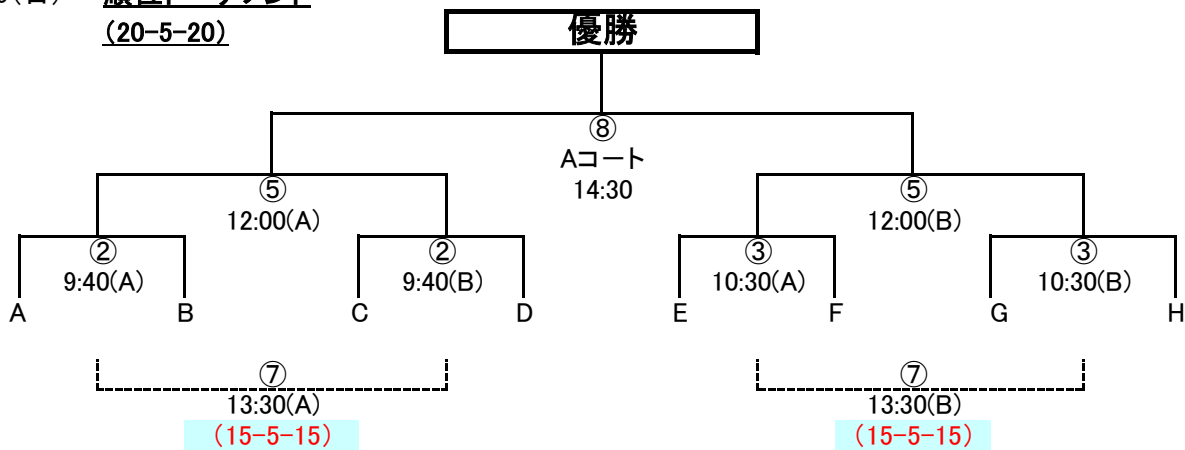 (20-5-20)
優勝
⑧
Aコート
14:30
⑤
12:00(A)
⑤
12:00(B)
②
9:40(A)
②
9:40(B)
③
10:30(A)
③
10:30(B)
A B C D E F G H
⑦
13:30(A)
(15-5-15)
⑦
13:30(B)
(15-5-15)